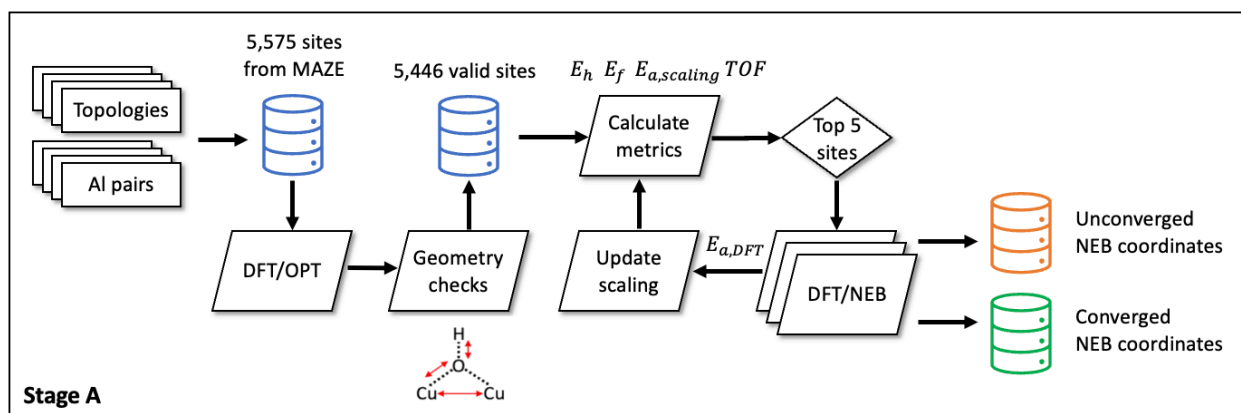 5,575 sites
from MAZE
5,446 valid sites
E_h E_f E_{a,scaling} TOF
Topologies
Al pairs
Calculate
metrics
Top 5
sites
DFT/OPT
Geometry
checks
Update
scaling
E_{a,DFT}
DFT/NEB
Unconverged
NEB coordinates
Converged
NEB coordinates
H
O
Cu
Cu
Stage A